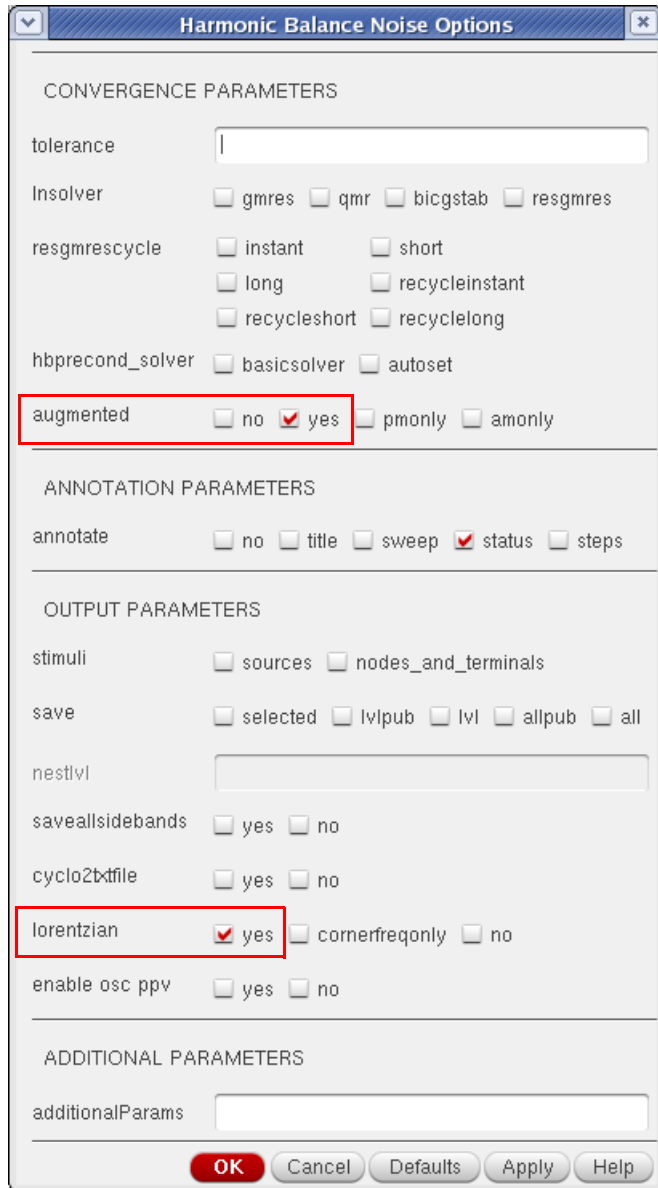 Harmonic Balance Noise Options
CONVERGENCE PARAMETERS
tolerance
lnsolver gmres qmr bicgstab resgmres
resgmrescycle instant short
long recycleinstant
recycleshort recyclelong
hbprecond_solver basicsolver autoset
augmented no yes pmonly amonly
ANNOTATION PARAMETERS
annotate no title sweep status steps
OUTPUT PARAMETERS
stimuli sources nodes_and_terminals
save selected lvlpub lvl allpub all
nestlvl
saveallsidebands yes no
cyclo2txtfile yes no
lorentzian yes cornerfreqonly no
enable osc ppv yes no
ADDITIONAL PARAMETERS
additionalParams
OK Cancel Defaults Apply Help